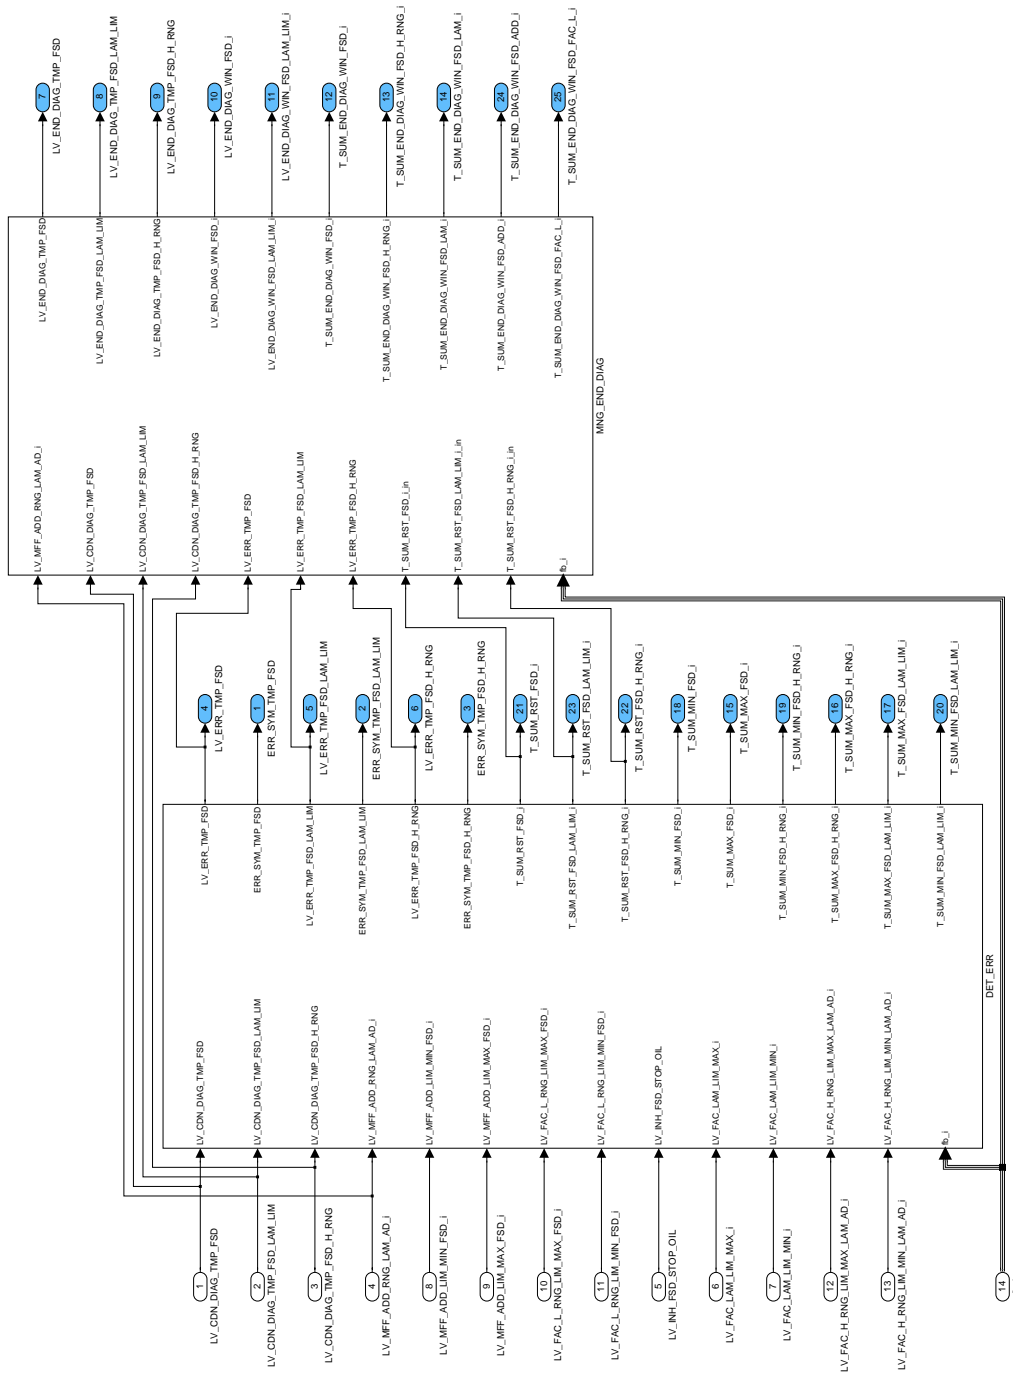 1
LV_CDN_DIAG_TMP_FSD
2
LV_CDN_DIAG_TMP_FSD_LAM_LIM
3
LV_CDN_DIAG_TMP_FSD_H_RNG
4
LV_MFF_ADD_RNG_LAM_AD_i
8
LV_MFF_ADD_LIM_MIN_FSD_i
9
LV_MFF_ADD_LIM_MAX_FSD_i
10
LV_FAC_L_RNG_LIM_MAX_FSD_i
11
LV_FAC_L_RNG_LIM_MIN_FSD_i
5
LV_INH_FSD_STOP_OIL
6
LV_FAC_LAM_LIM_MAX_i
7
LV_FAC_LAM_LIM_MIN_i
12
LV_FAC_H_RNG_LIM_MAX_LAM_AD_i
13
LV_FAC_H_RNG_LIM_MIN_LAM_AD_i
14
LV_CDN_DIAG_TMP_FSD
LV_CDN_DIAG_TMP_FSD_LAM_LIM
LV_CDN_DIAG_TMP_FSD_H_RNG
LV_MFF_ADD_RNG_LAM_AD_i
LV_MFF_ADD_LIM_MIN_FSD_i
LV_MFF_ADD_LIM_MAX_FSD_i
LV_FAC_L_RNG_LIM_MAX_FSD_i
LV_FAC_L_RNG_LIM_MIN_FSD_i
LV_INH_FSD_STOP_OIL
LV_FAC_LAM_LIM_MAX_i
LV_FAC_LAM_LIM_MIN_i
LV_FAC_H_RNG_LIM_MAX_LAM_AD_i
LV_FAC_H_RNG_LIM_MIN_LAM_AD_i
fb_i
DET_ERR
LV_ERR_TMP_FSD
ERR_SYM_TMP_FSD
LV_ERR_TMP_FSD_LAM_LIM
ERR_SYM_TMP_FSD_LAM_LIM
LV_ERR_TMP_FSD_H_RNG
ERR_SYM_TMP_FSD_H_RNG
T_SUM_RST_FSD_i
T_SUM_RST_FSD_LAM_LIM_i
T_SUM_RST_FSD_H_RNG_i
T_SUM_MIN_FSD_i
T_SUM_MAX_FSD_i
T_SUM_MIN_FSD_H_RNG_i
T_SUM_MAX_FSD_H_RNG_i
T_SUM_MAX_FSD_LAM_LIM_i
T_SUM_MIN_FSD_LAM_LIM_i
4
LV_ERR_TMP_FSD
1
ERR_SYM_TMP_FSD
5
LV_ERR_TMP_FSD_LAM_LIM
2
ERR_SYM_TMP_FSD_LAM_LIM
6
LV_ERR_TMP_FSD_H_RNG
3
ERR_SYM_TMP_FSD_H_RNG
21
T_SUM_RST_FSD_i
23
T_SUM_RST_FSD_LAM_LIM_i
22
T_SUM_RST_FSD_H_RNG_i
18
T_SUM_MIN_FSD_i
15
T_SUM_MAX_FSD_i
19
T_SUM_MIN_FSD_H_RNG_i
16
T_SUM_MAX_FSD_H_RNG_i
17
T_SUM_MAX_FSD_LAM_LIM_i
20
T_SUM_MIN_FSD_LAM_LIM_i
LV_MFF_ADD_RNG_LAM_AD_i
LV_CDN_DIAG_TMP_FSD
LV_CDN_DIAG_TMP_FSD_LAM_LIM
LV_CDN_DIAG_TMP_FSD_H_RNG
LV_ERR_TMP_FSD
LV_ERR_TMP_FSD_LAM_LIM
LV_ERR_TMP_FSD_H_RNG
T_SUM_RST_FSD_i_in
T_SUM_RST_FSD_LAM_LIM_i_in
T_SUM_RST_FSD_H_RNG_i_in
fb_i
MNG_END_DIAG
LV_END_DIAG_TMP_FSD
LV_END_DIAG_TMP_FSD_LAM_LIM
LV_END_DIAG_TMP_FSD_H_RNG
LV_END_DIAG_WIN_FSD_i
LV_END_DIAG_WIN_FSD_LAM_LIM_i
T_SUM_END_DIAG_WIN_FSD_i
T_SUM_END_DIAG_WIN_FSD_H_RNG_i
T_SUM_END_DIAG_WIN_FSD_LAM_i
T_SUM_END_DIAG_WIN_FSD_ADD_i
T_SUM_END_DIAG_WIN_FSD_FAC_L_i
7
LV_END_DIAG_TMP_FSD
8
LV_END_DIAG_TMP_FSD_LAM_LIM
9
LV_END_DIAG_TMP_FSD_H_RNG
10
LV_END_DIAG_WIN_FSD_i
11
LV_END_DIAG_WIN_FSD_LAM_LIM_i
12
T_SUM_END_DIAG_WIN_FSD_i
13
T_SUM_END_DIAG_WIN_FSD_H_RNG_i
14
T_SUM_END_DIAG_WIN_FSD_LAM_i
24
T_SUM_END_DIAG_WIN_FSD_ADD_i
25
T_SUM_END_DIAG_WIN_FSD_FAC_L_i